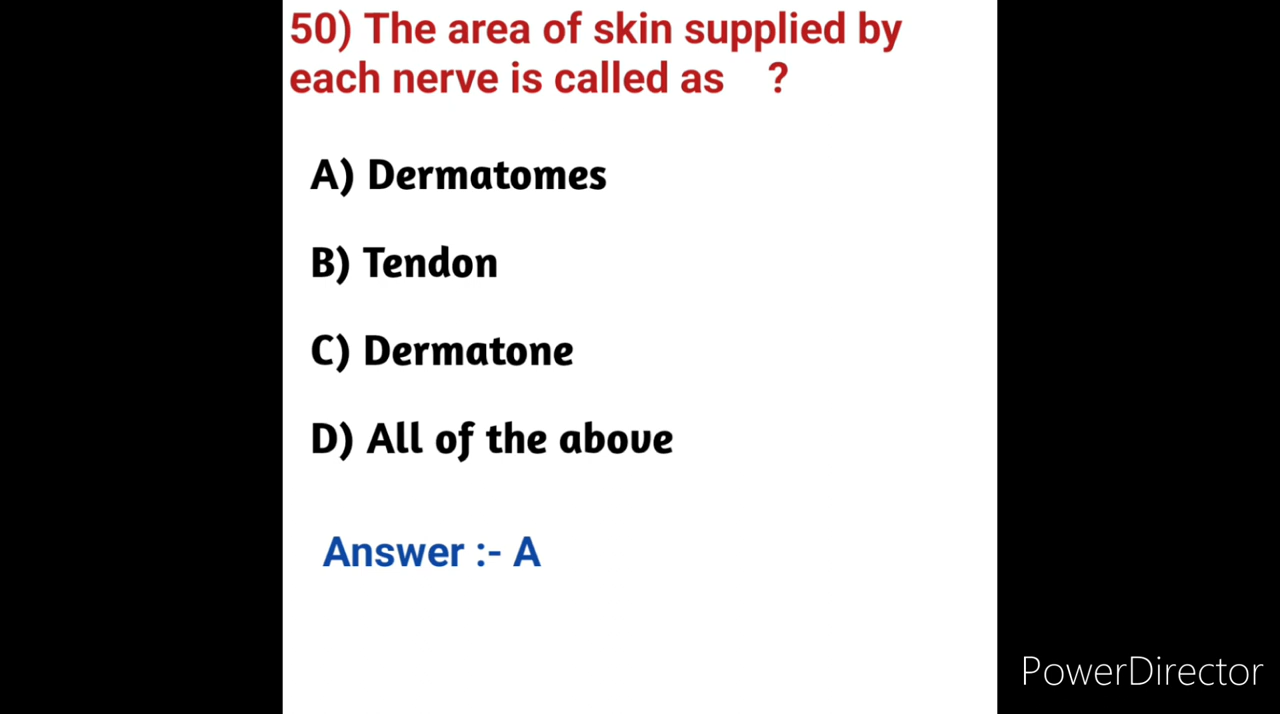 50) The area of skin supplied by
each nerve is called as ?
A) Dermatomes
B) Tendon
C) Dermatone
D) All of the above
Answer :- A
PowerDirector